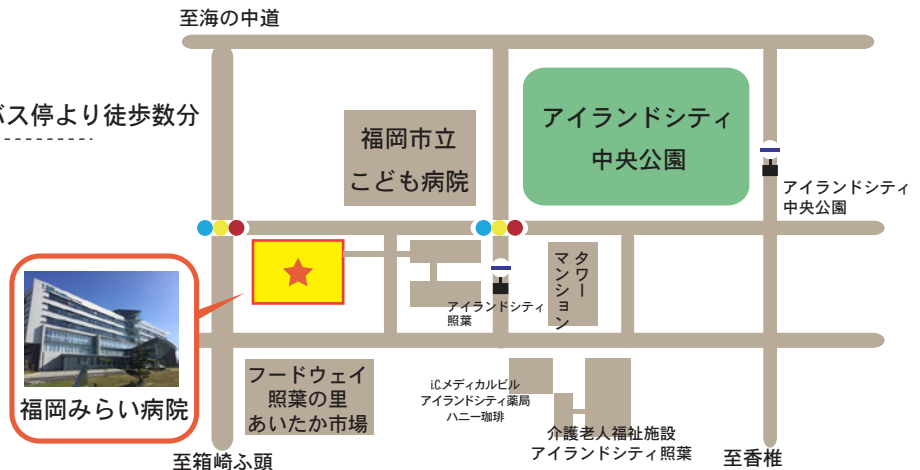 至海の中道
バス停より徒歩数分
福岡市立
こども病院
アイランドシティ
中央公園
アイランドシティ
中央公園
タワー
マンション
アイランドシティ
照葉
福岡みらい病院
フードウェイ
照葉の里
あいたか市場
iCメディカルビル
アイランドシティ薬局
ハニー珈琲
介護老人福祉施設
アイランドシティ照葉
至箱崎ふ頭
至香椎